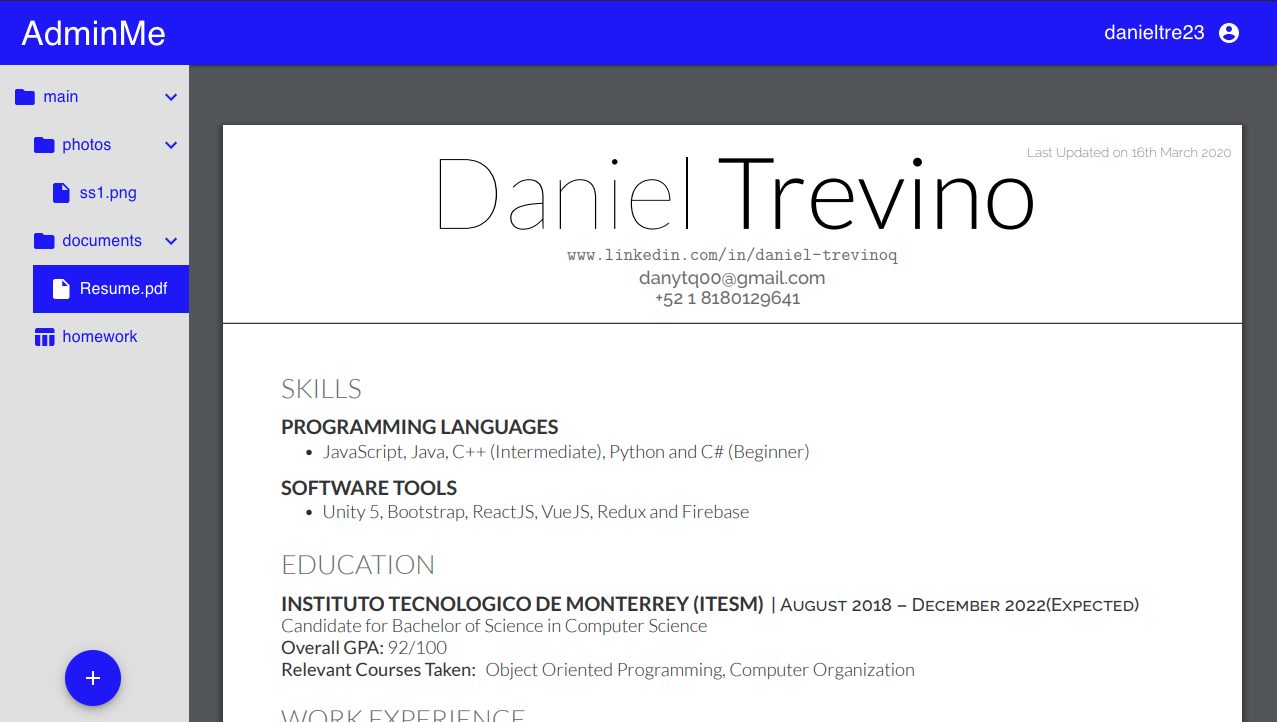 AdminMe
danieltre23
main
photos
ss1.png
documents
Resume.pdf
homework
Last Updated on 16th March 2020
Daniel Trevino
www.linkedin.com/in/daniel-trevinoq
danytq00@gmail.com
+52 1 8180129641
SKILLS
PROGRAMMING LANGUAGES
• JavaScript, Java, C++ (Intermediate), Python and C# (Beginner)
SOFTWARE TOOLS
• Unity 5, Bootstrap, ReactJS, VueJS, Redux and Firebase
EDUCATION
INSTITUTO TECNOLOGICO DE MONTERREY (ITESM) | August 2018 – December 2022(Expected)
Candidate for Bachelor of Science in Computer Science
Overall GPA: 92/100
Relevant Courses Taken: Object Oriented Programming, Computer Organization
WORK EXPERIENCE